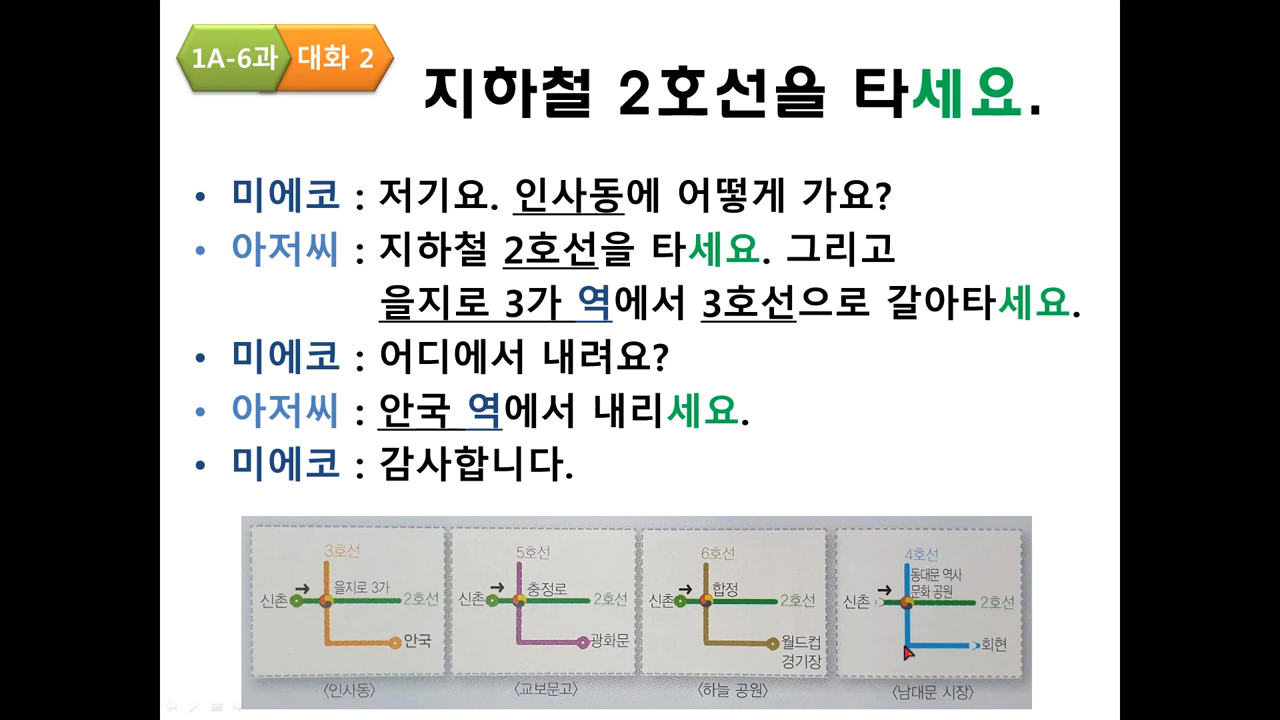 1A-6과 대화 2
지하철 2호선을 타세요.
• 미에코 : 저기요. 인사동에 어떻게 가요?
• 아저씨 : 지하철 2호선을 타세요. 그리고
을지로 3가 역에서 3호선으로 갈아타세요.
• 미에코 : 어디에서 내려요?
• 아저씨 : 안국 역에서 내리세요.
• 미에코 : 감사합니다.
3호선
→ 을지로 3가
신촌 2호선
안국
〈인사동〉
5호선
→ 충정로
신촌 2호선
광화문
〈교보문고〉
6호선
→ 합정
신촌 2호선
월드컵
경기장
〈하늘 공원〉
4호선
동대문 역사
→ 문화 공원
신촌 2호선
회현
〈남대문 시장〉